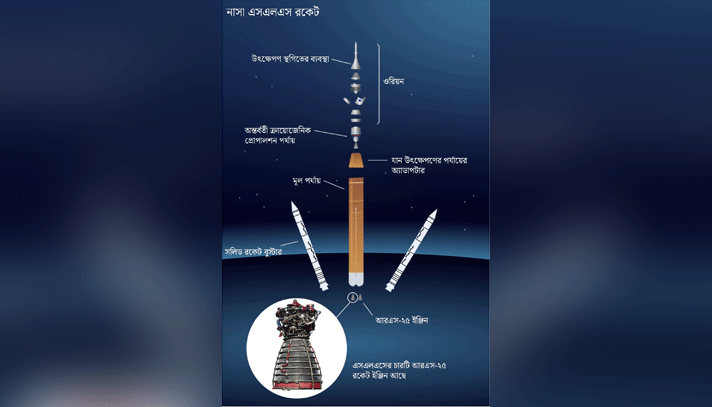 নাসা এসএলএস রকেট
উৎক্ষেপণ স্থগিতের ব্যবস্থা
ওরিয়ন
অন্তর্বর্তী ক্রায়োজেনিক
প্রোপালশন পর্যায়
যান উৎক্ষেপণের পর্যায়ের
অ্যাডাপটার
মূল পর্যায়
সলিড রকেট বুস্টার
আরএস-২৫ ইঞ্জিন
এসএলএসের চারটি আরএস-২৫
রকেট ইঞ্জিন আছে